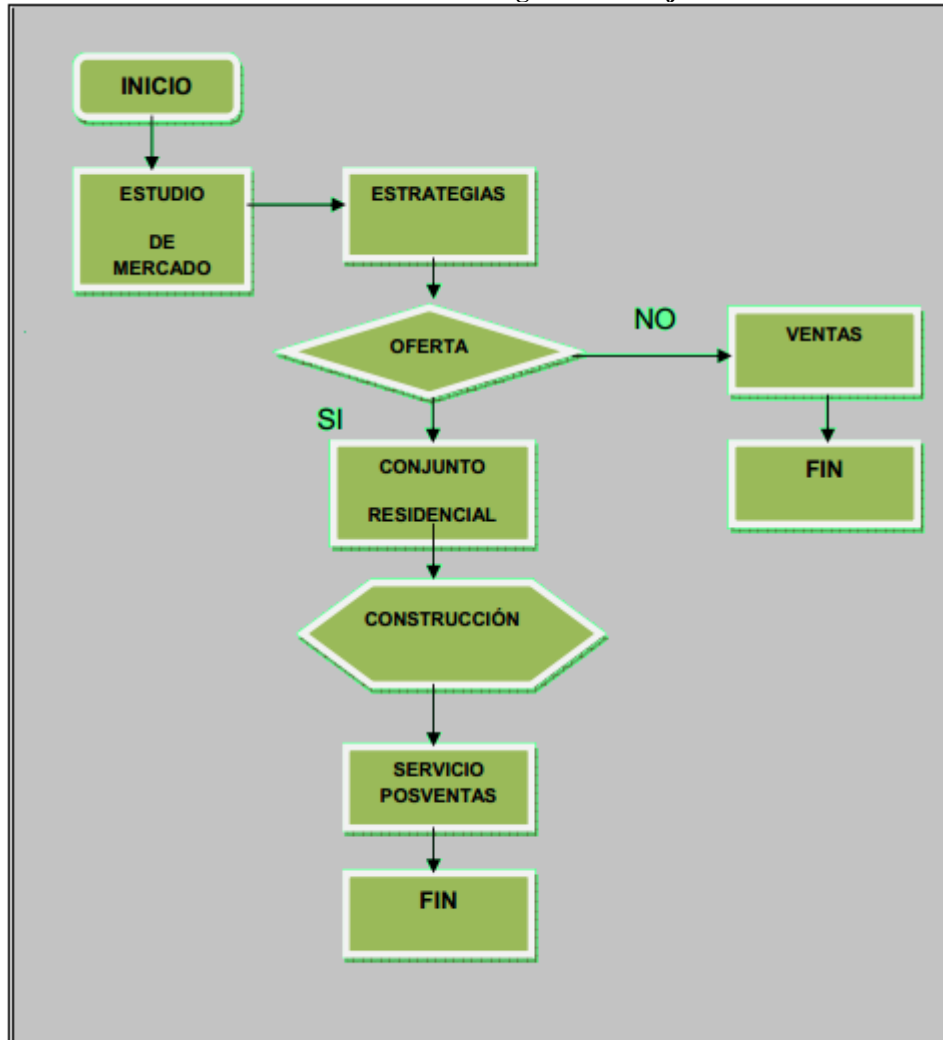 INICIO
ESTUDIO
DE
MERCADO
ESTRATEGIAS
OFERTA
NO
VENTAS
SI
CONJUNTO
RESIDENCIAL
FIN
CONSTRUCCIÓN
SERVICIO
POSVENTAS
FIN